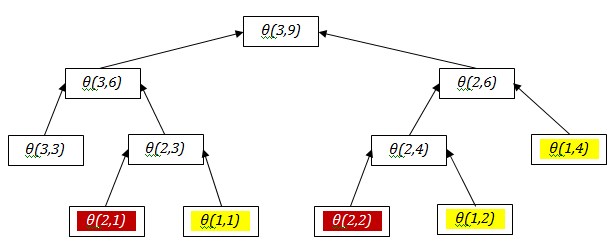 θ(3,9)
θ(3,6)
θ(2,6)
θ(3,3)
θ(2,3)
θ(2,4)
θ(1,4)
θ(2,1)
θ(1,1)
θ(2,2)
θ(1,2)